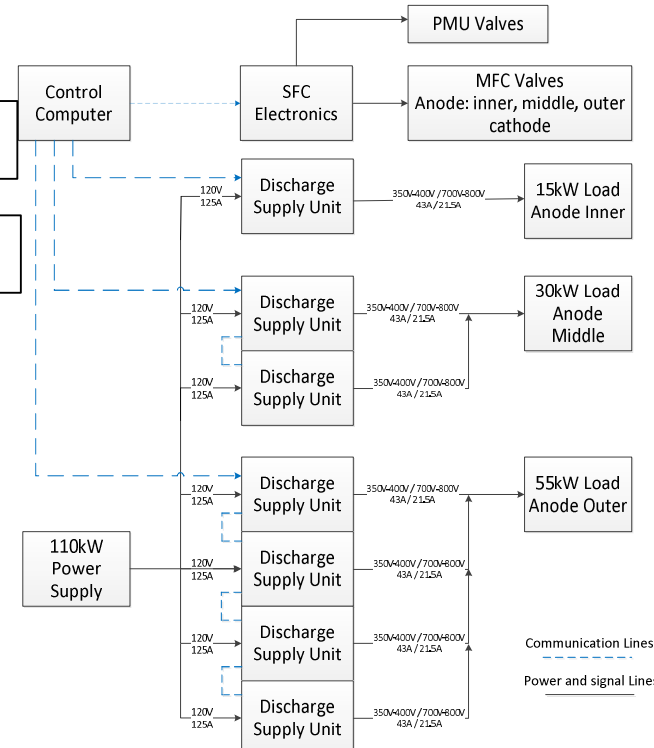 PMU Valves
Control
Computer
SFC
Electronics
MFC Valves
Anode: inner, middle, outer
cathode
120V
125A
Discharge
Supply Unit
350V-400V/700V-800V
43A/21.5A
15kW Load
Anode Inner
120V
125A
Discharge
Supply Unit
350V-400V/700V-800V
43A/21.5A
30kW Load
Anode
Middle
120V
125A
Discharge
Supply Unit
350V-400V/700V-800V
43A/21.5A
120V
125A
Discharge
Supply Unit
350V-400V/700V-800V
43A/21.5A
55kW Load
Anode Outer
110kW
Power
Supply
120V
125A
Discharge
Supply Unit
350V-400V/700V-800V
43A/21.5A
120V
125A
Discharge
Supply Unit
350V-400V/700V-800V
43A/21.5A
Communication Lines
Power and signal Line
120V
125A
Discharge
Supply Unit
350V-400V/700V-800V
43A/21.5A